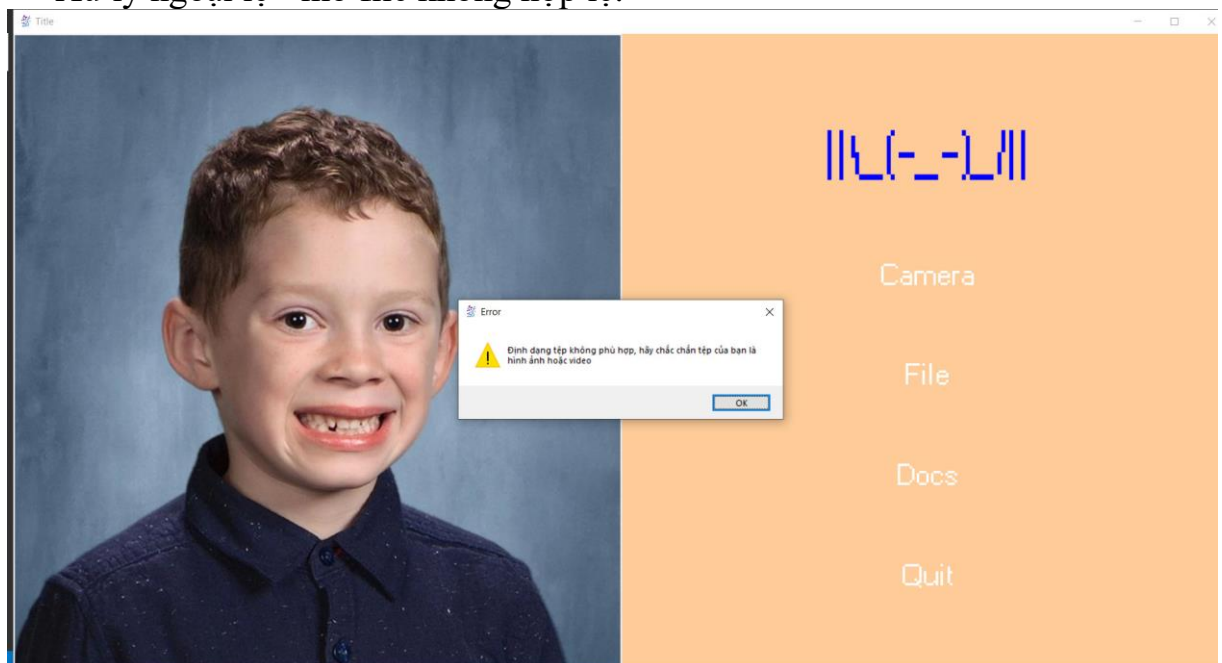 Title
||\_(-_-)_/||
Camera
Error
Định dạng tệp không phù hợp, hãy chắc chắn tệp của bạn là
hình ảnh hoặc video
OK
File
Docs
Quit